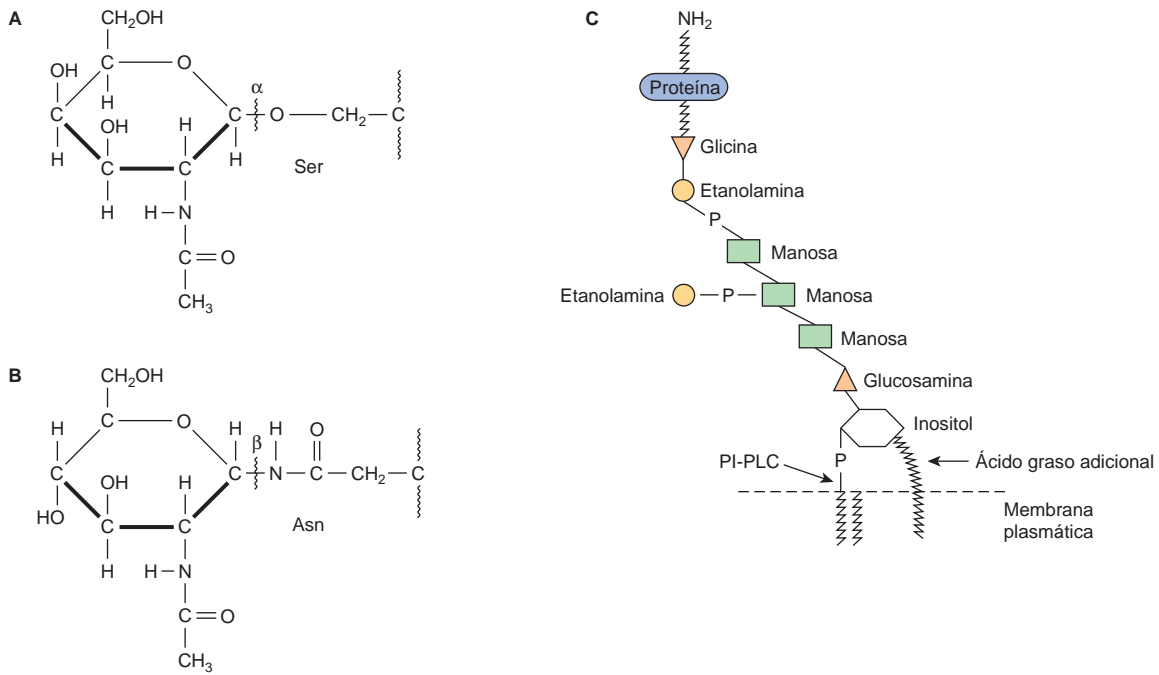 A
CH₂OH
C
O
OH
H
α
C
OH
H
C
O
CH₂
C
H
C
C
H
Ser
H
H–N
C=O
CH₃
B
CH₂OH
C
O
H
H
H
O
β
C
OH
H
C
N
C
CH₂
C
HO
C
C
Asn
H
H–N
C=O
CH₃
C
NH₂
Proteína
Glicina
Etanolamina
P
Manosa
Etanolamina
P
Manosa
Manosa
Glucosamina
Inositol
PI-PLC
P
Ácido graso adicional
Membrana
plasmática